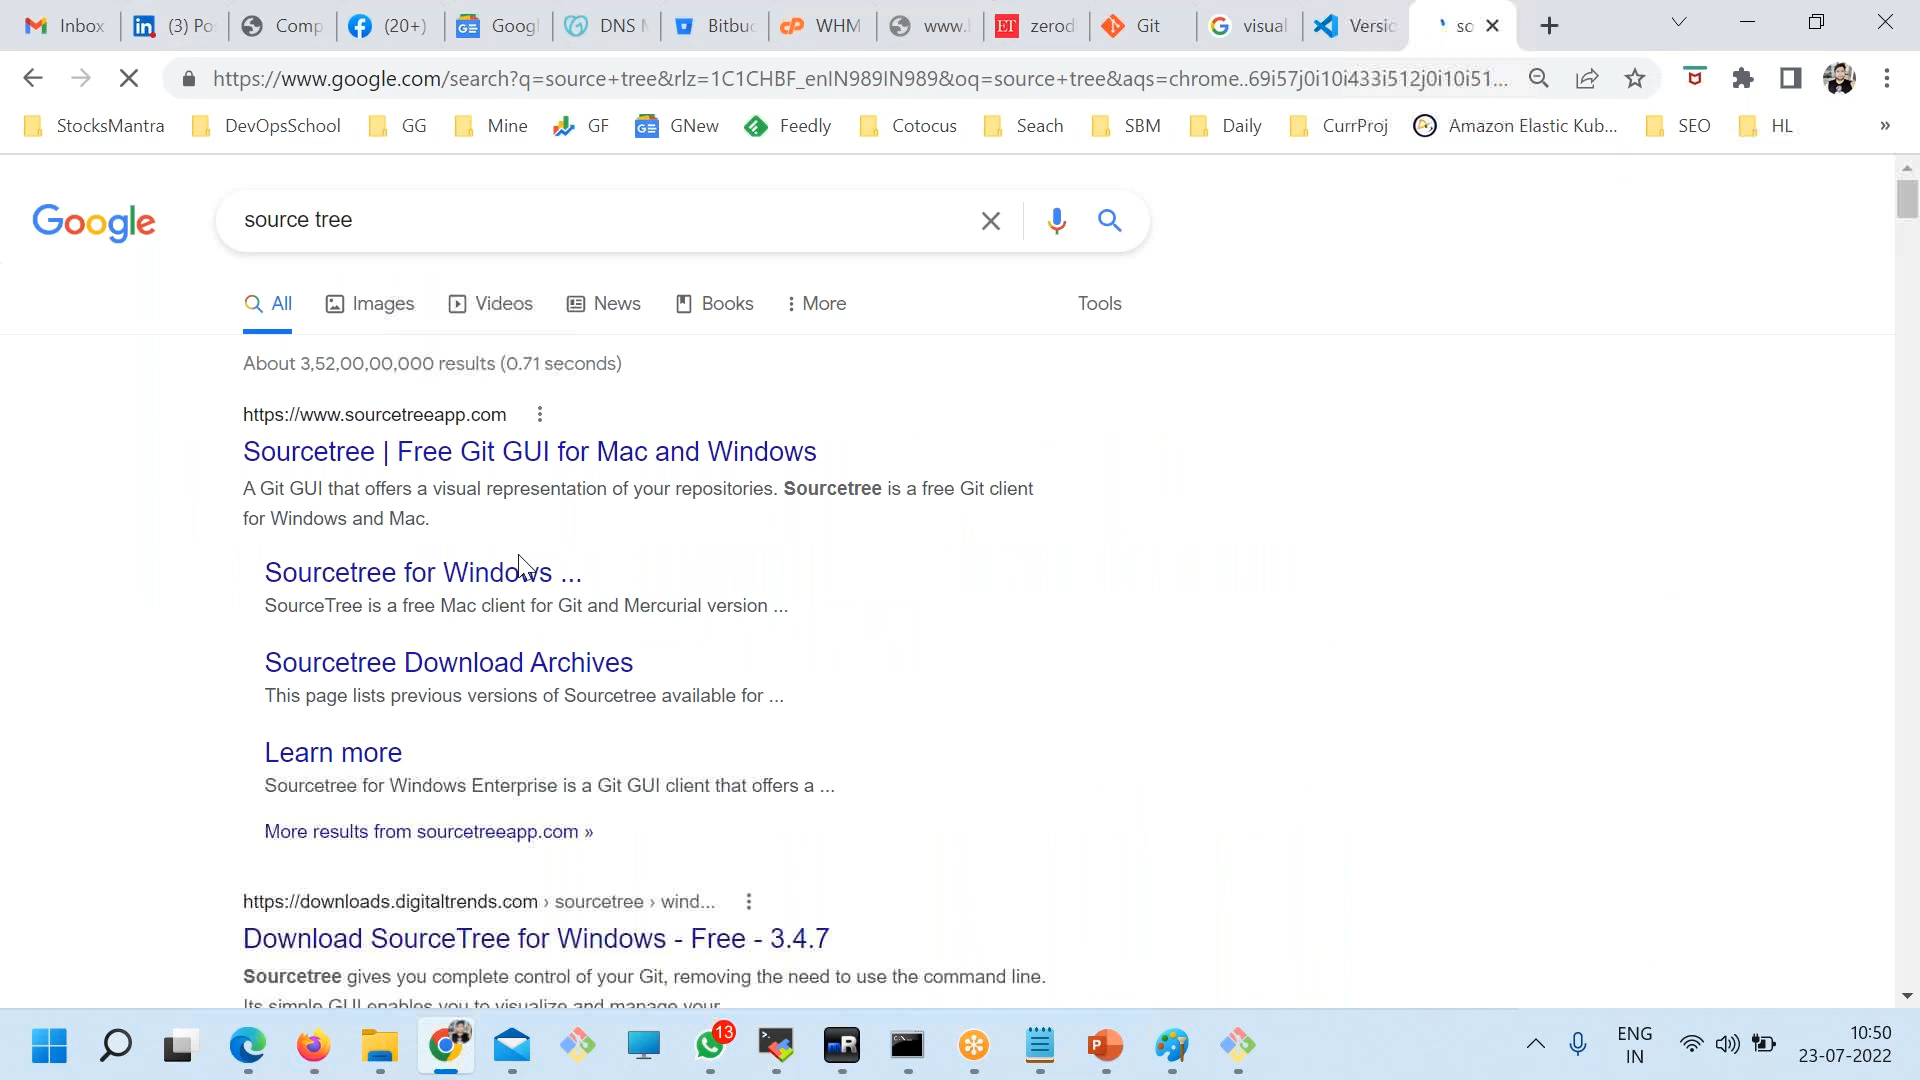 Inbox
(3) Po
Comp
(20+)
Googl
DNS M
Bitbuc
WHM
www.l
zerod
Git
visual
Versic
so
https://www.google.com/search?q=source+tree&rlz=1C1CHBF_enIN989IN989&oq=source+tree&aqs=chrome..69i57j0i10i433i512j0i10i51...
StocksMantra
DevOpsSchool
GG
Mine
GF
GNew
Feedly
Cotocus
Seach
SBM
Daily
CurrProj
Amazon Elastic Kub...
SEO
HL
»
Google
source tree
All
Images
Videos
News
Books
More
Tools
About 3,52,00,00,000 results (0.71 seconds)
https://www.sourcetreeapp.com
Sourcetree | Free Git GUI for Mac and Windows
A Git GUI that offers a visual representation of your repositories. Sourcetree is a free Git client
for Windows and Mac.
Sourcetree for Windows ...
SourceTree is a free Mac client for Git and Mercurial version ...
Sourcetree Download Archives
This page lists previous versions of Sourcetree available for ...
Learn more
Sourcetree for Windows Enterprise is a Git GUI client that offers a ...
More results from sourcetreeapp.com »
https://downloads.digitaltrends.com › sourcetree › wind...
Download SourceTree for Windows - Free - 3.4.7
Sourcetree gives you complete control of your Git, removing the need to use the command line.
Its simple GUI enables you to visualize and manage your
13
ENG
IN
10:50
23-07-2022